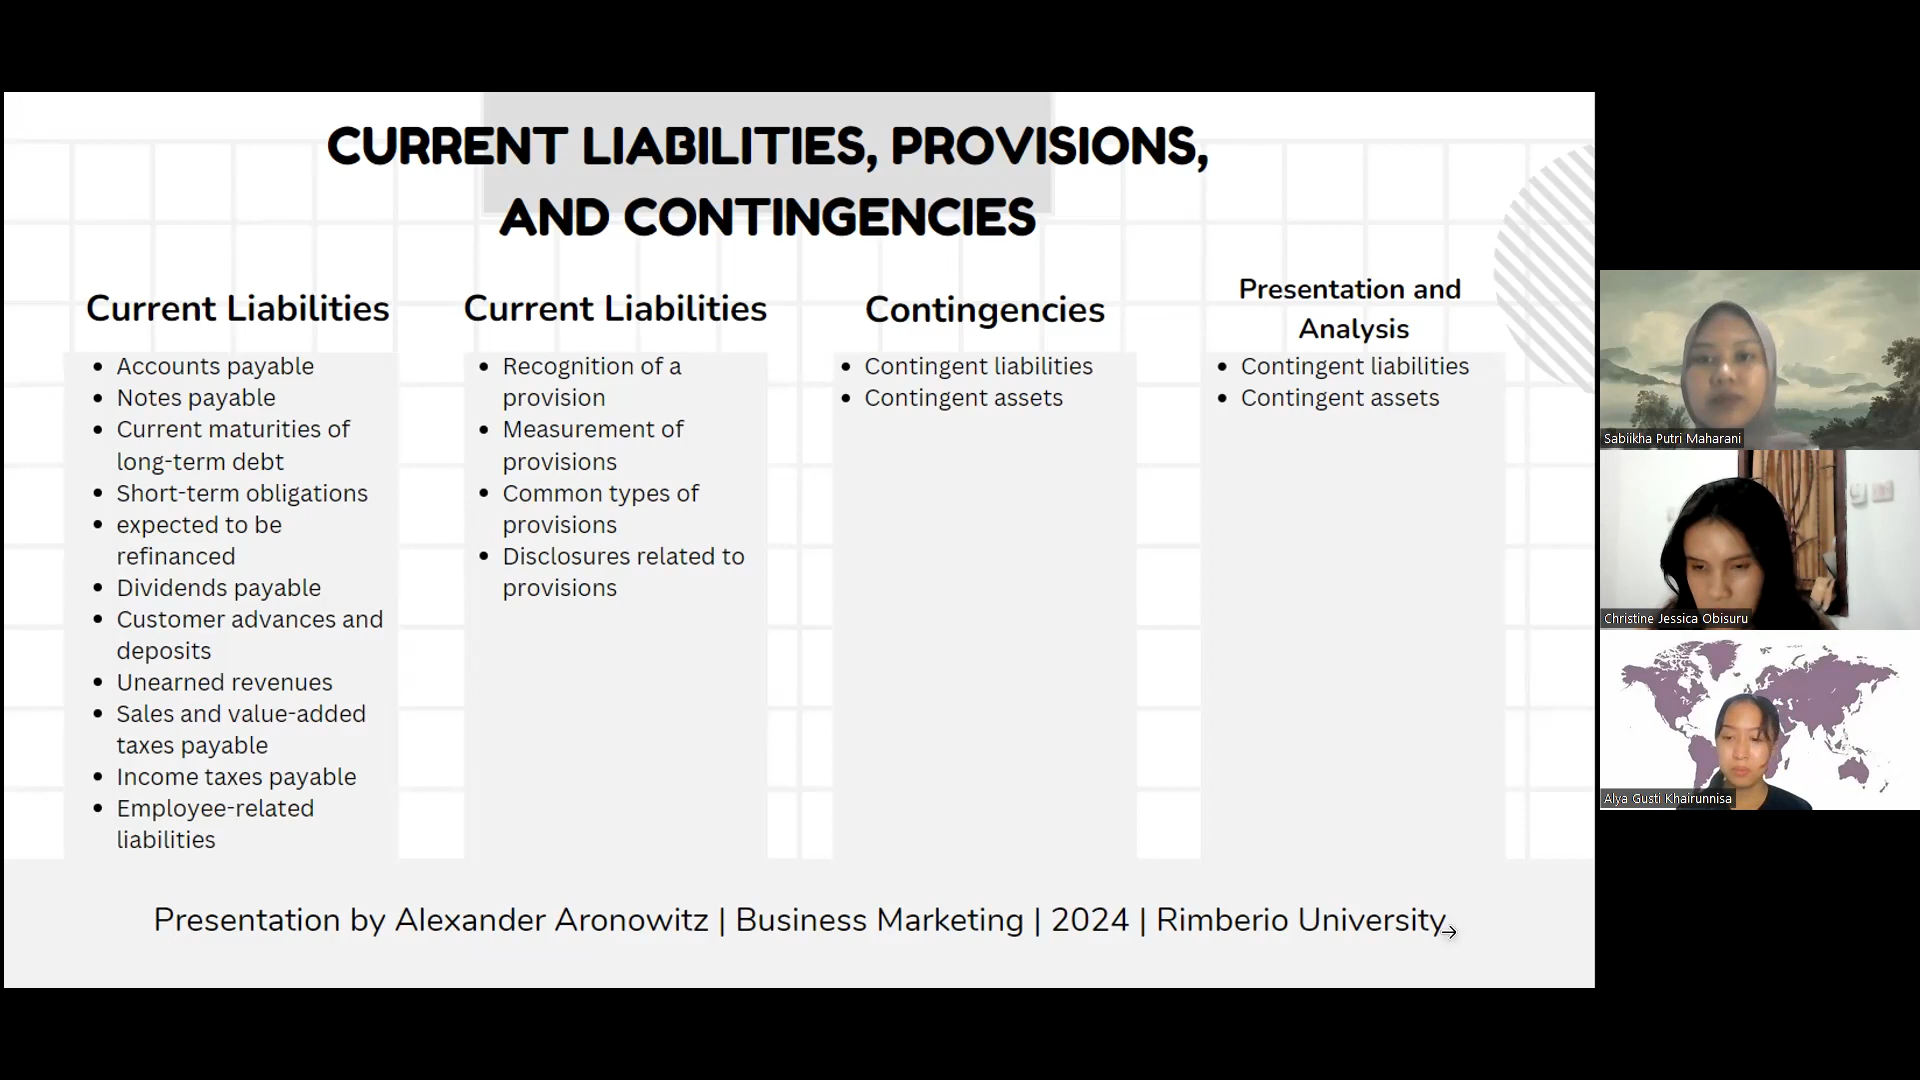 CURRENT LIABILITIES, PROVISIONS,
AND CONTINGENCIES
Current Liabilities
• Accounts payable
• Notes payable
• Current maturities of
long-term debt
• Short-term obligations
• expected to be
refinanced
• Dividends payable
• Customer advances and
deposits
• Unearned revenues
• Sales and value-added
taxes payable
• Income taxes payable
• Employee-related
liabilities
Current Liabilities
• Recognition of a
provision
• Measurement of
provisions
• Common types of
provisions
• Disclosures related to
provisions
Contingencies
• Contingent liabilities
• Contingent assets
Presentation and
Analysis
• Contingent liabilities
• Contingent assets
Presentation by Alexander Aronowitz | Business Marketing | 2024 | Rimberio University
Sabiikha Putri Maharani
Christine Jessica Obisuru
Alya Gusti Khairunnisa